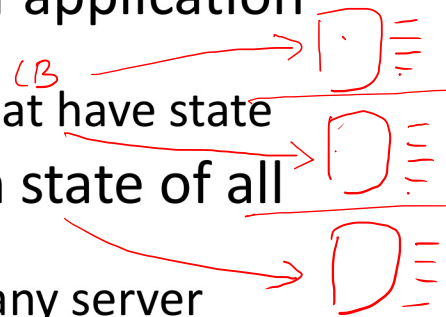 application
LB
at have state
state of all
any server